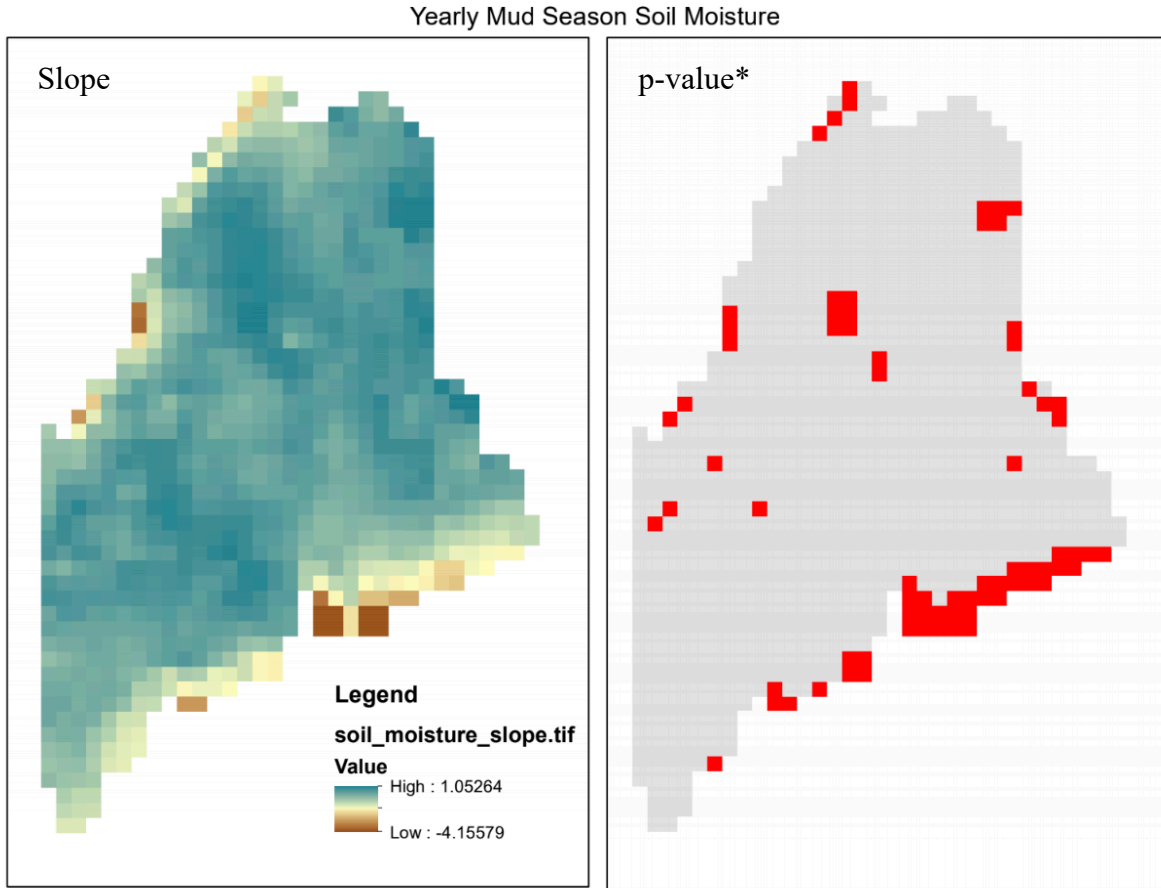 Yearly Mud Season Soil Moisture
Slope
p-value*
Legend
soil_moisture_slope.tif
Value
High : 1.05264
Low : -4.15579